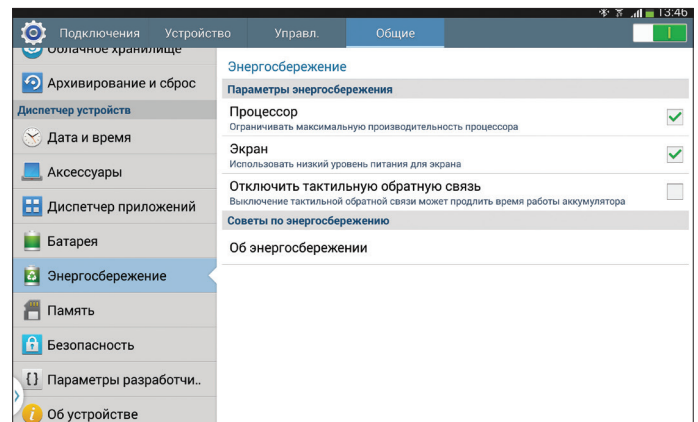 13:46
Подключения Устройство Управл. Общие
Облачное хранилище
Архивирование и сброс
Диспетчер устройств
Дата и время
Аксессуары
Диспетчер приложений
Батарея
Энергосбережение
Память
Безопасность
Параметры разработчи..
Об устройстве
Энергосбережение
Параметры энергосбережения
Процессор
Ограничивать максимальную производительность процессора
Экран
Использовать низкий уровень питания для экрана
Отключить тактильную обратную связь
Выключение тактильной обратной связи может продлить время работы аккумулятора
Советы по энергосбережению
Об энергосбережении